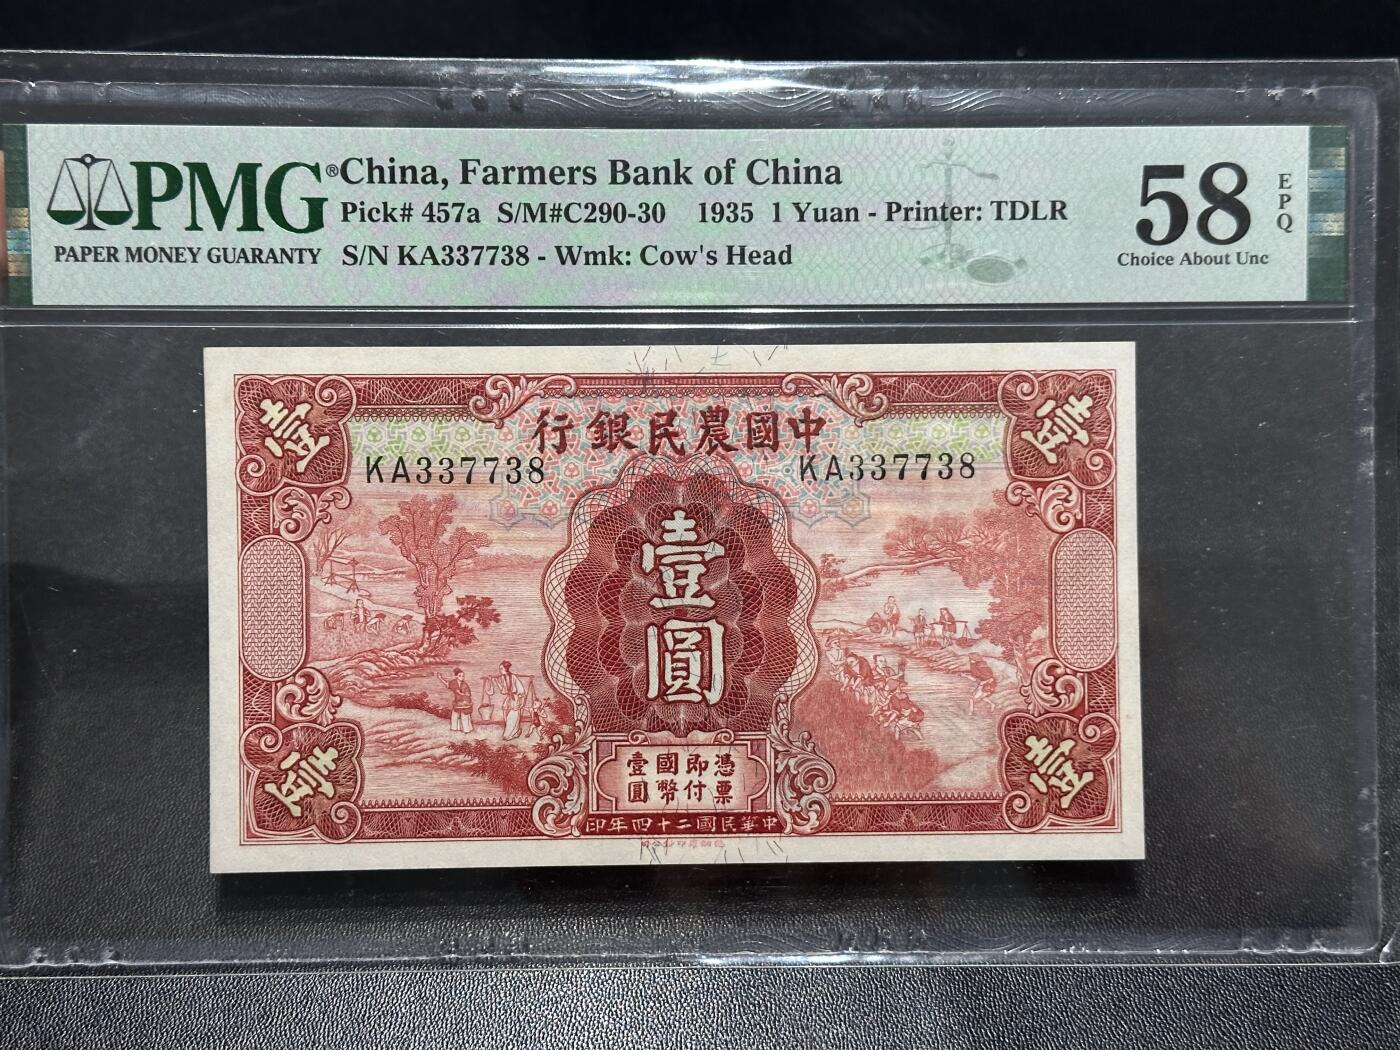 PMG® China, Farmers Bank of China
Pick# 457a S/M#C290-30 1935 1 Yuan - Printer: TDLR
PAPER MONEY GUARANTY S/N KA337738 - Wmk: Cow's Head
58 EPQ
Choice About Unc
壹 壹
中國農民銀行
KA337738 KA337738
壹圓
憑票即付國幣壹圓
壹 壹
中華民國二十四年印